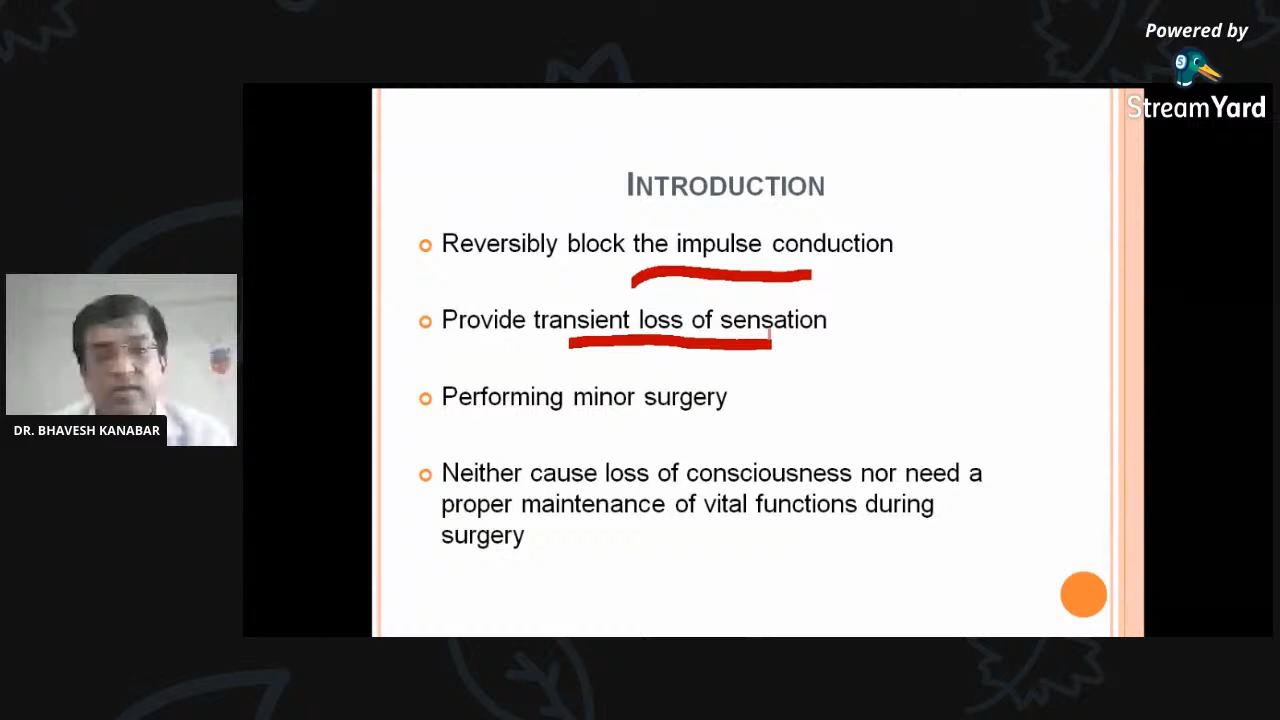 Powered by
StreamYard
INTRODUCTION
Reversibly block the impulse conduction
Provide transient loss of sensation
Performing minor surgery
Neither cause loss of consciousness nor need a
proper maintenance of vital functions during
surgery
DR. BHAVESH KANABAR